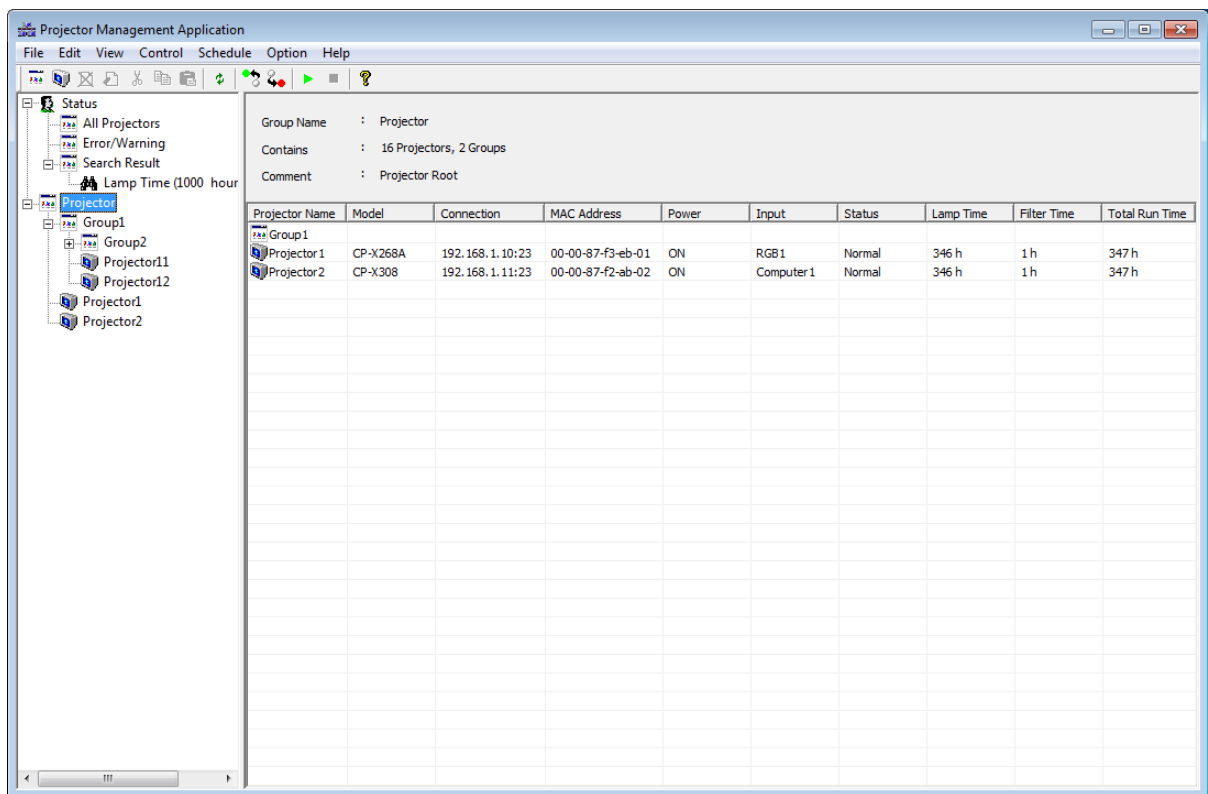 Projector Management Application
File Edit View Control Schedule Option Help
Status
All Projectors
Error/Warning
Search Result
Lamp Time (1000 hour
Projector
Group1
Group2
Projector11
Projector12
Projector1
Projector2
Group Name : Projector
Contains : 16 Projectors, 2 Groups
Comment : Projector Root
Projector Name Model Connection MAC Address Power Input Status Lamp Time Filter Time Total Run Time
Group1
Projector1 CP-X268A 192.168.1.10:23 00-00-87-f3-eb-01 ON RGB1 Normal 346 h 1 h 347 h
Projector2 CP-X308 192.168.1.11:23 00-00-87-f2-ab-02 ON Computer1 Normal 346 h 1 h 347 h